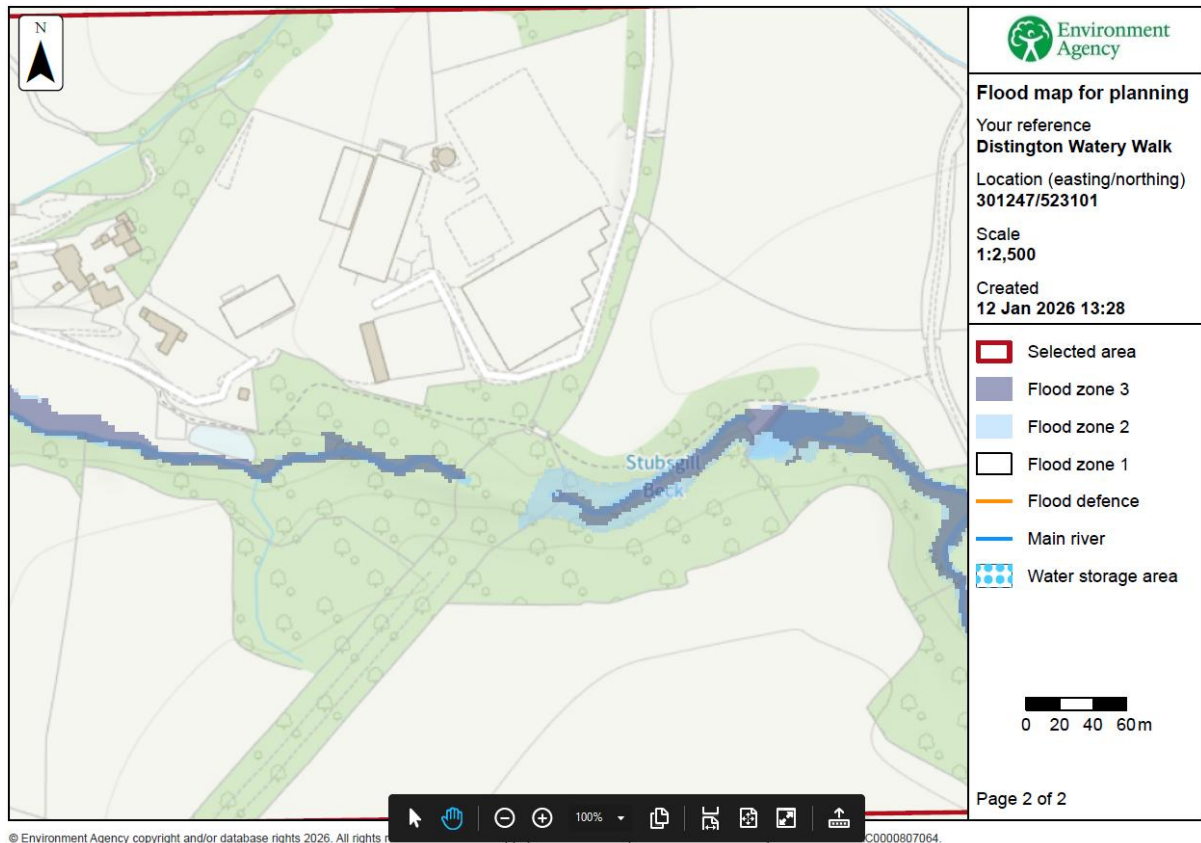 N
Stubsgill
Beck
Environment
Agency
Flood map for planning
Your reference
Distington Watery Walk
Location (easting/northing)
301247/523101
Scale
1:2,500
Created
12 Jan 2026 13:28
Selected area
Flood zone 3
Flood zone 2
Flood zone 1
Flood defence
Main river
Water storage area
0 20 40 60m
Page 2 of 2
100%
© Environment Agency copyright and/or database rights 2026. All rights C0000807064.